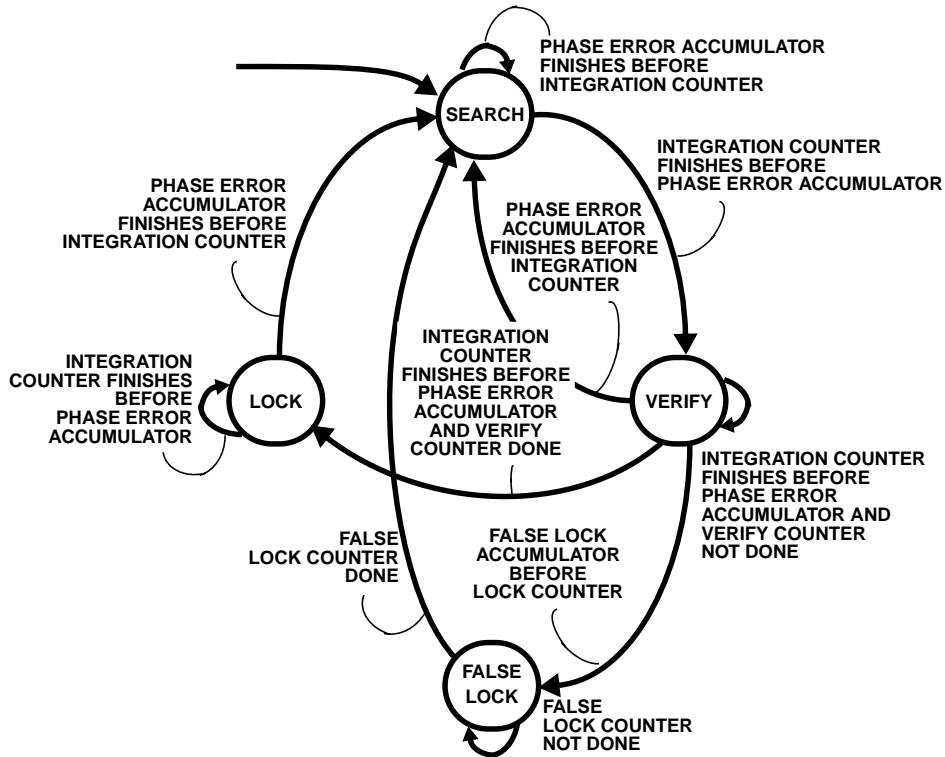 PHASE ERROR ACCUMULATOR
FINISHES BEFORE
INTEGRATION COUNTER
SEARCH
INTEGRATION COUNTER
FINISHES BEFORE
PHASE ERROR ACCUMULATOR
PHASE ERROR
ACCUMULATOR
FINISHES BEFORE
INTEGRATION COUNTER
PHASE ERROR
ACCUMULATOR
FINISHES BEFORE
INTEGRATION
COUNTER
INTEGRATION
COUNTER
FINISHES BEFORE
PHASE ERROR
ACCUMULATOR
AND VERIFY
COUNTER DONE
INTEGRATION
COUNTER FINISHES
BEFORE
PHASE ERROR
ACCUMULATOR
LOCK
VERIFY
INTEGRATION COUNTER
FINISHES BEFORE
PHASE ERROR
ACCUMULATOR AND
VERIFY COUNTER
NOT DONE
FALSE
LOCK COUNTER
DONE
FALSE LOCK
ACCUMULATOR
BEFORE
LOCK COUNTER
FALSE
LOCK
FALSE
LOCK COUNTER
NOT DONE